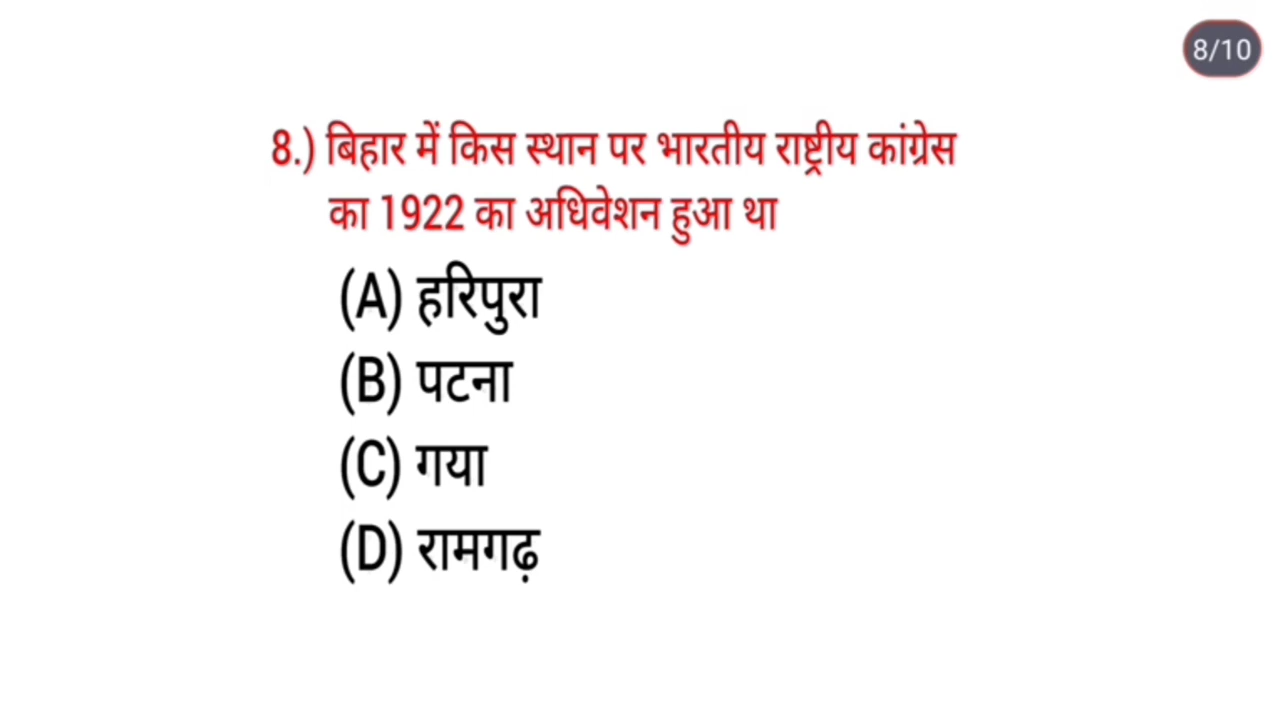 8/10
8.) बिहार में किस स्थान पर भारतीय राष्ट्रीय कांग्रेस
का 1922 का अधिवेशन हुआ था
(A) हरिपुरा
(B) पटना
(C) गया
(D) रामगढ़